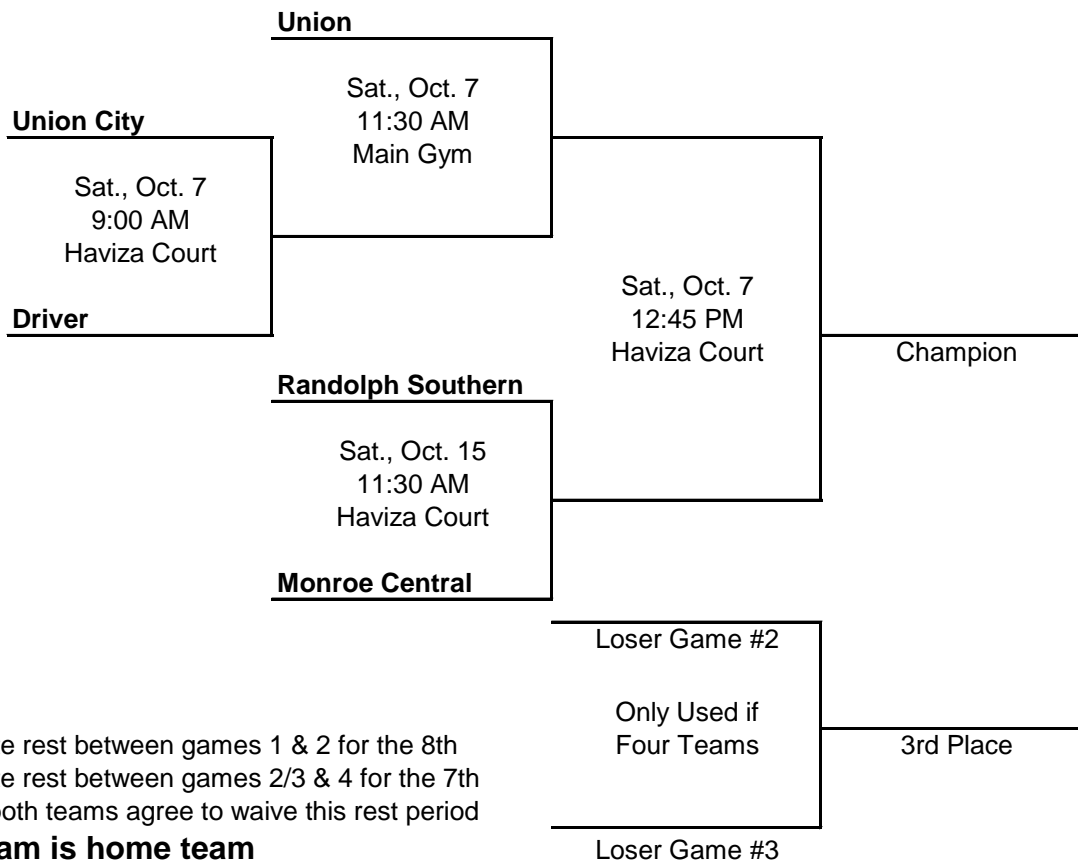 Union
Sat., Oct. 7
11:30 AM
Main Gym
Union City
Sat., Oct. 7
9:00 AM
Haviza Court
Driver
Sat., Oct. 7
12:45 PM
Haviza Court
Champion
Randolph Southern
Sat., Oct. 15
11:30 AM
Haviza Court
Monroe Central
Loser Game #2
Only Used if
Four Teams
3rd Place
Loser Game #3
rest between games 1 & 2 for the 8th
rest between games 2/3 & 4 for the 7th
both teams agree to waive this rest period
is home team